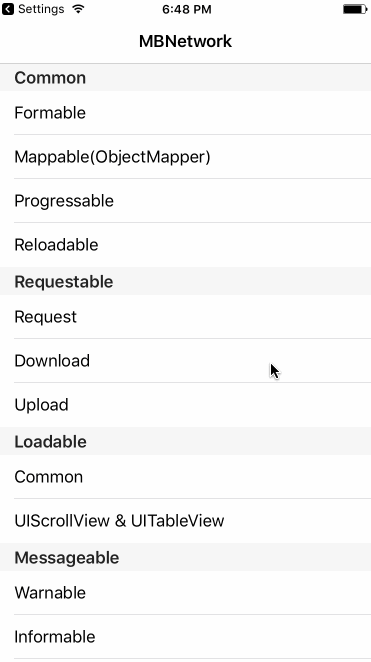 Settings 6:48 PM
MBNetwork
Common
Formable
Mappable(ObjectMapper)
Progressable
Reloadable
Requestable
Request
Download
Upload
Loadable
Common
UIScrollView & UITableView
Messageable
Warnable
Informable